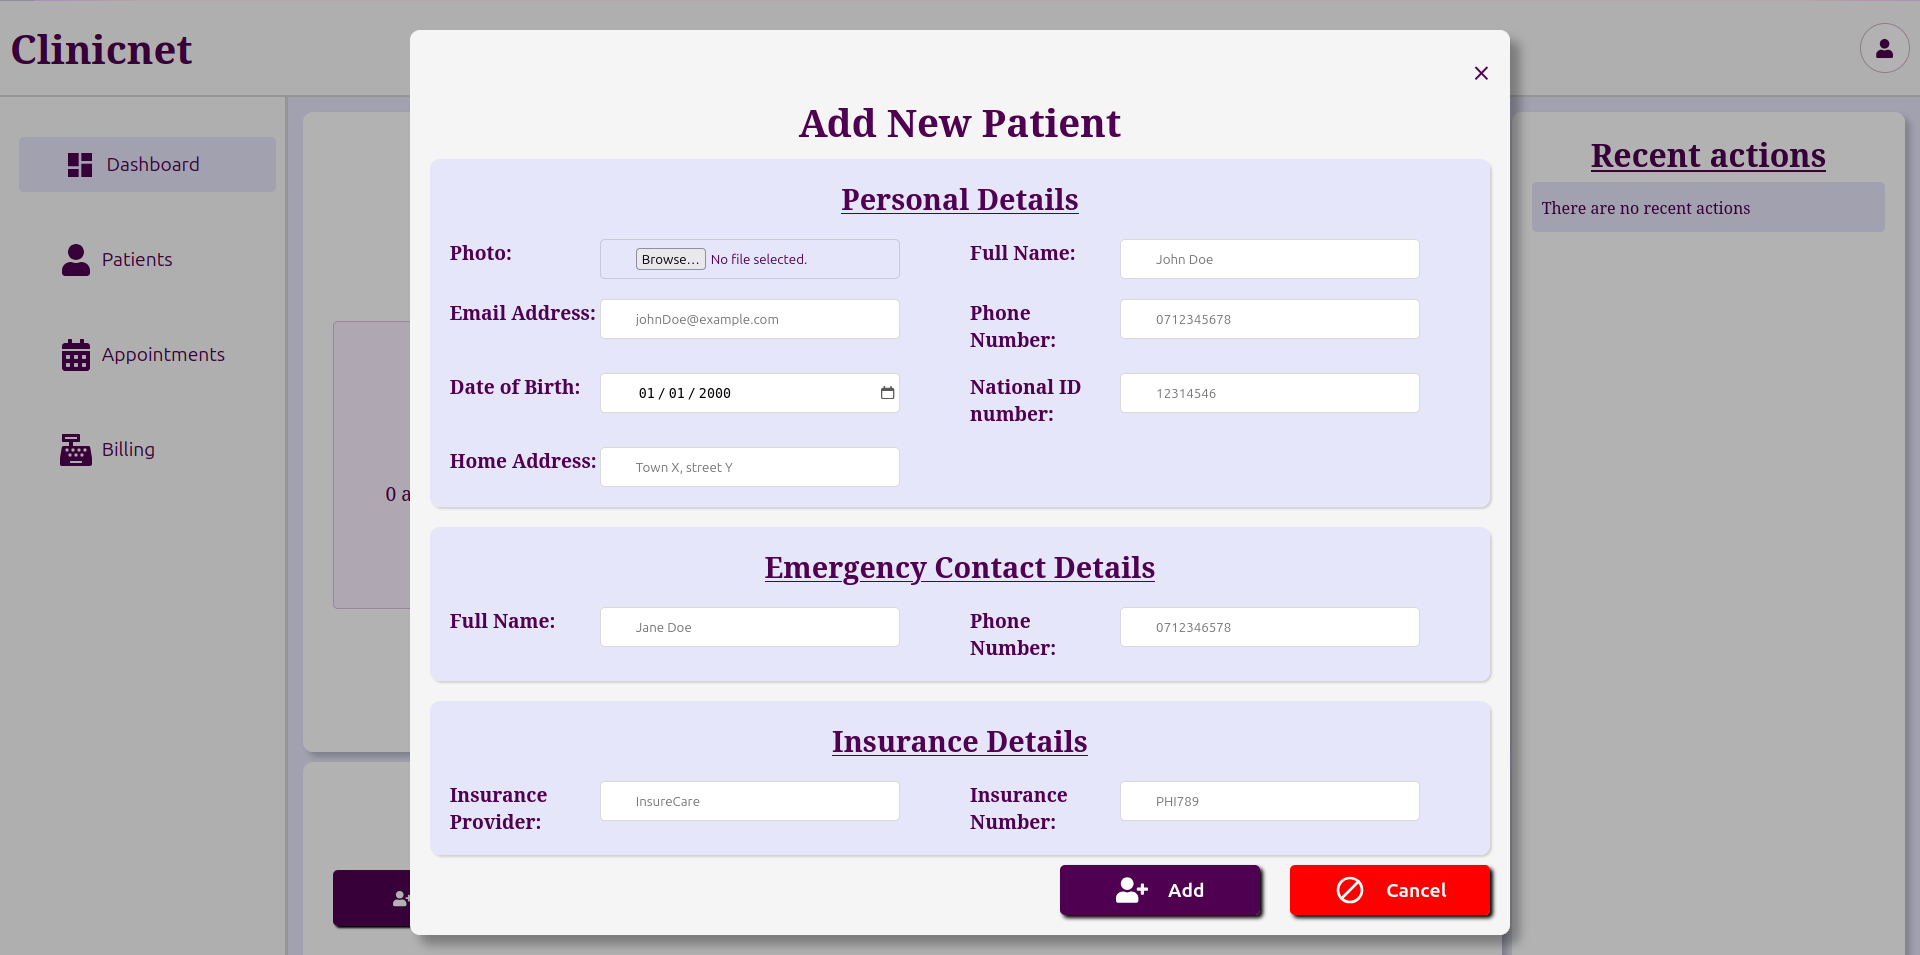 Clinicnet
Dashboard
Patients
Appointments
Billing
0 a
Add New Patient
Personal Details
Photo:
Browse...
No file selected.
Full Name:
John Doe
Email Address:
johnDoe@example.com
Phone
Number:
0712345678
Date of Birth:
01/01/2000
National ID
number:
12314546
Home Address:
Town X, street Y
Emergency Contact Details
Full Name:
Jane Doe
Phone
Number:
0712346578
Insurance Details
Insurance
Provider:
InsureCare
Insurance
Number:
PHI789
Add
Cancel
Recent actions
There are no recent actions